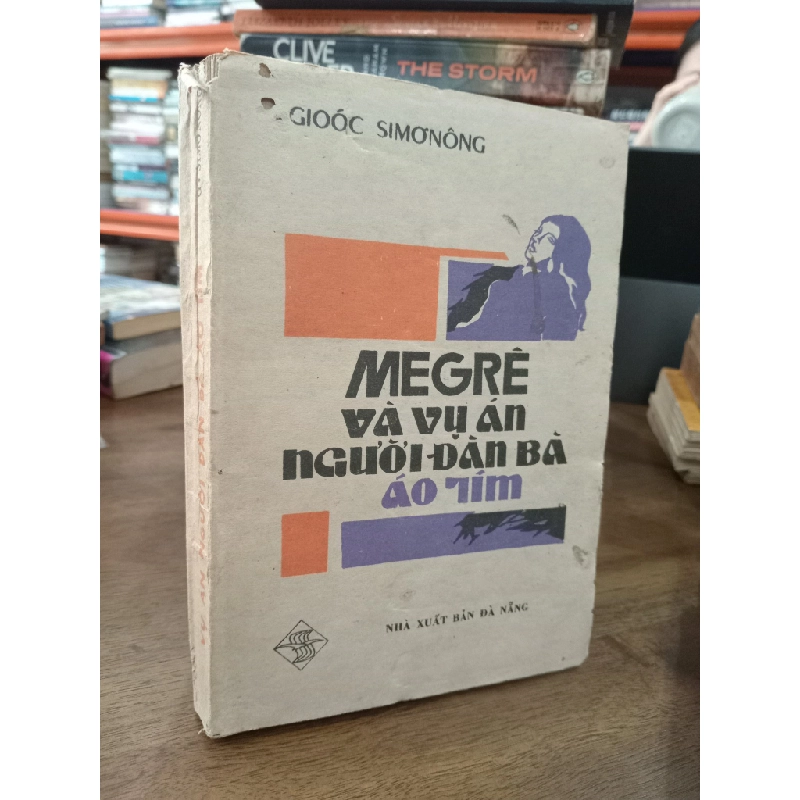 CLIVE
THE STORM
GIOÓC SIMƠNÔNG
MEGRÊ
VÀ VỤ ÁN
NGƯỜI ĐÀN BÀ
ÁO TÍM
NHÀ XUẤT BẢN ĐÀ NẴNG